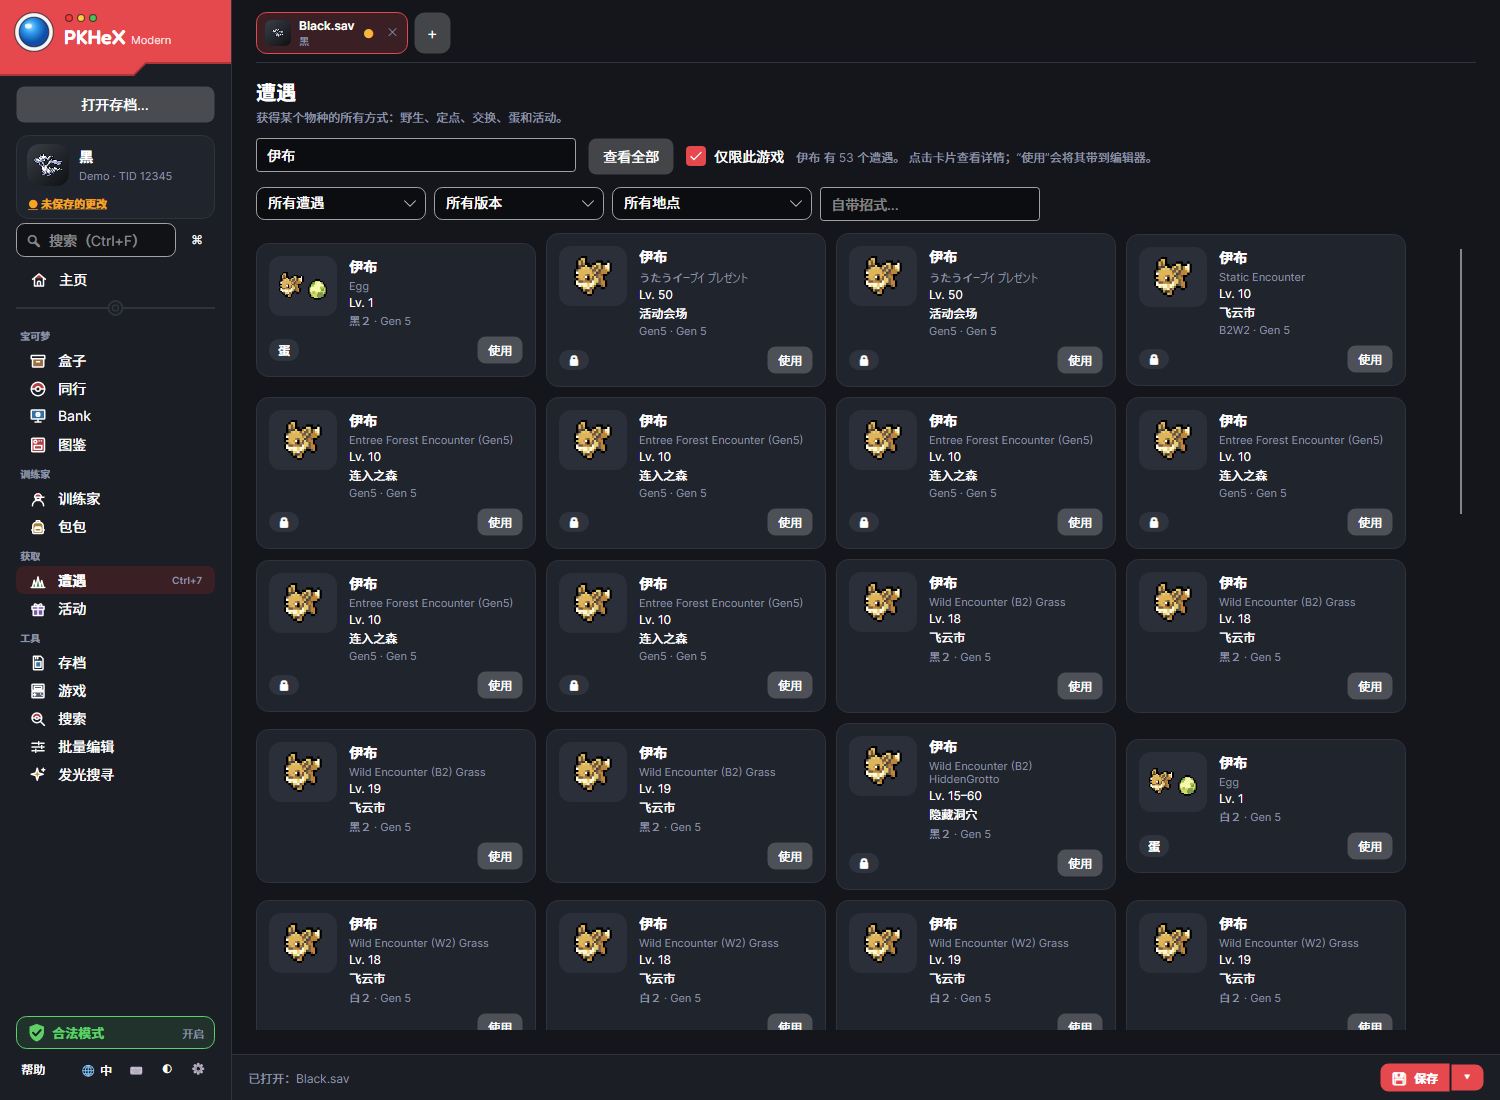 PKHeX Modern
打开存档...
黑
Demo · TID 12345
未保存的更改
搜索（Ctrl+F）
⌘
主页
宝可梦
盒子
同行
Bank
图鉴
训练家
训练家
包包
获取
遭遇 Ctrl+7
活动
工具
存档
游戏
搜索
批量编辑
发光搜寻
合法模式 开启
帮助 中
Black.sav
黑
+
遭遇
获得某个物种的所有方式：野生、定点、交换、蛋和活动。
伊布 查看全部 仅限此游戏 伊布 有 53 个遭遇。 点击卡片查看详情；“使用”会将其带到编辑器。
所有遭遇 所有版本 所有地点 自带招式...
伊布
Egg
Lv. 1
黑２ · Gen 5
蛋 使用
伊布
うたうイーブイ プレゼント
Lv. 50
活动会场
Gen5 · Gen 5
使用
伊布
うたうイーブイ プレゼント
Lv. 50
活动会场
Gen5 · Gen 5
使用
伊布
Static Encounter
Lv. 10
飞云市
B2W2 · Gen 5
使用
伊布
Entree Forest Encounter (Gen5)
Lv. 10
连入之森
Gen5 · Gen 5
使用
伊布
Entree Forest Encounter (Gen5)
Lv. 10
连入之森
Gen5 · Gen 5
使用
伊布
Entree Forest Encounter (Gen5)
Lv. 10
连入之森
Gen5 · Gen 5
使用
伊布
Entree Forest Encounter (Gen5)
Lv. 10
连入之森
Gen5 · Gen 5
使用
伊布
Entree Forest Encounter (Gen5)
Lv. 10
连入之森
Gen5 · Gen 5
使用
伊布
Entree Forest Encounter (Gen5)
Lv. 10
连入之森
Gen5 · Gen 5
使用
伊布
Wild Encounter (B2) Grass
Lv. 18
飞云市
黑２ · Gen 5
使用
伊布
Wild Encounter (B2) Grass
Lv. 18
飞云市
黑２ · Gen 5
使用
伊布
Wild Encounter (B2) Grass
Lv. 19
飞云市
黑２ · Gen 5
使用
伊布
Wild Encounter (B2) Grass
Lv. 19
飞云市
黑２ · Gen 5
使用
伊布
Wild Encounter (B2)
HiddenGrotto
Lv. 15–60
隐藏洞穴
黑２ · Gen 5
使用
伊布
Egg
Lv. 1
白２ · Gen 5
蛋 使用
伊布
Wild Encounter (W2) Grass
Lv. 18
飞云市
白２ · Gen 5
使用
伊布
Wild Encounter (W2) Grass
Lv. 18
飞云市
白２ · Gen 5
使用
伊布
Wild Encounter (W2) Grass
Lv. 19
飞云市
白２ · Gen 5
使用
伊布
Wild Encounter (W2) Grass
Lv. 19
飞云市
白２ · Gen 5
使用
已打开：Black.sav
保存